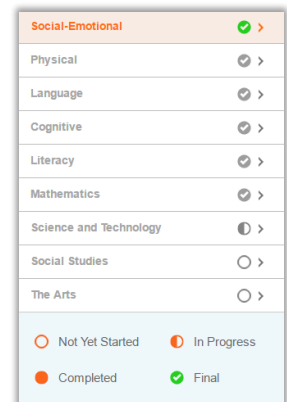 Social-Emotional
Physical
Language
Cognitive
Literacy
Mathematics
Science and Technology
Social Studies
The Arts
Not Yet Started In Progress
Completed Final